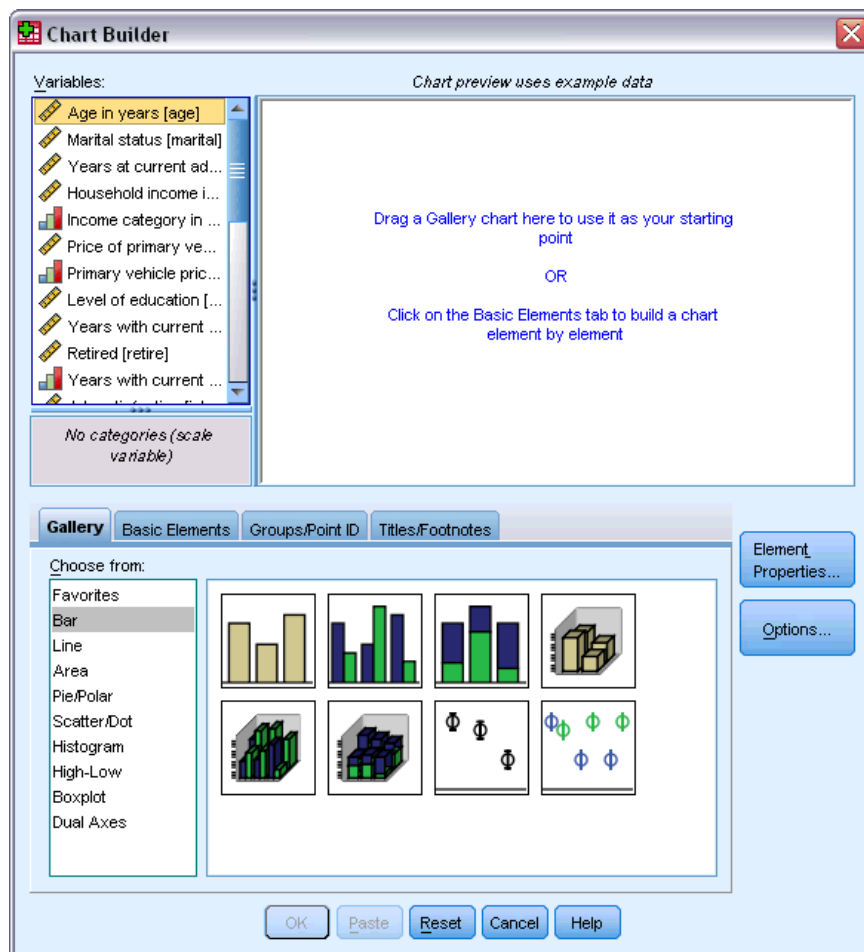 Chart Builder
Variables:
Chart preview uses example data
Age in years [age]
Marital status [marital]
Years at current ad...
Household income i...
Income category in ...
Price of primary ve...
Primary vehicle pric...
Level of education [...
Years with current ...
Retired [retire]
Years with current ...
No categories (scale
variable)
Drag a Gallery chart here to use it as your starting
point
OR
Click on the Basic Elements tab to build a chart
element by element
Gallery
Basic Elements
Groups/Point ID
Titles/Footnotes
Choose from:
Favorites
Bar
Line
Area
Pie/Polar
Scatter/Dot
Histogram
High-Low
Boxplot
Dual Axes
Element
Properties...
Options...
OK
Paste
Reset
Cancel
Help